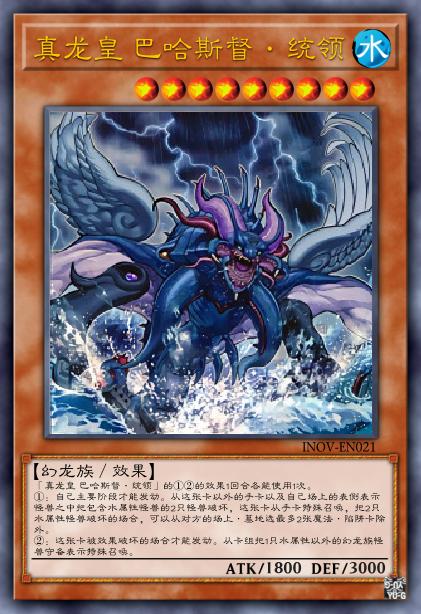 真龙皇 巴哈斯督・统领
水
INOV-EN021
【幻龙族／效果】
「真龙皇 巴哈斯督・统领」的①②的效果1回合各能使用1次。
①：自己主要阶段才能发动。从这张卡以外的手卡以及自己场上的表侧表示
怪兽之中把包含水属性怪兽的2只怪兽破坏，这张卡从手卡特殊召唤，把2只
水属性怪兽破坏的场合，可以从对方的场上・墓地选最多2张魔法・陷阱卡除
外。
②：这张卡被效果破坏的场合才能发动。从卡组把1只水属性以外的幻龙族怪
兽守备表示特殊召唤。
ATK/1800 DEF/3000